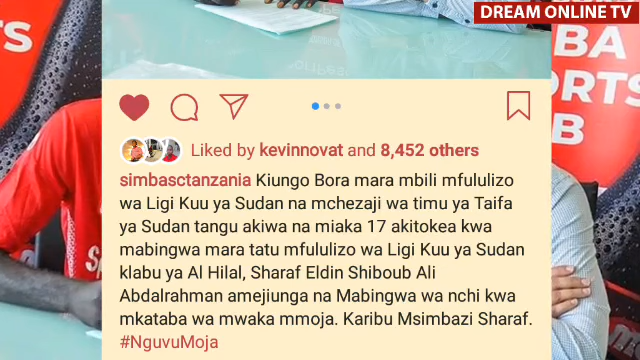 DREAM ONLINE TV
BA
ORTS
ORTS
B
Liked by kevinnovat and 8,452 others
simbasctanzania Kiungo Bora mara mbili mfululizo
wa Ligi Kuu ya Sudan na mchezaji wa timu ya Taifa
ya Sudan tangu akiwa na miaka 17 akitokea kwa
mabingwa mara tatu mfululizo wa Ligi Kuu ya Sudan
klabu ya Al Hilal, Sharaf Eldin Shiboub Ali
Abdalrahman amejiunga na Mabingwa wa nchi kwa
mkataba wa mwaka mmoja. Karibu Msimbazi Sharaf.
#NguvuMoja